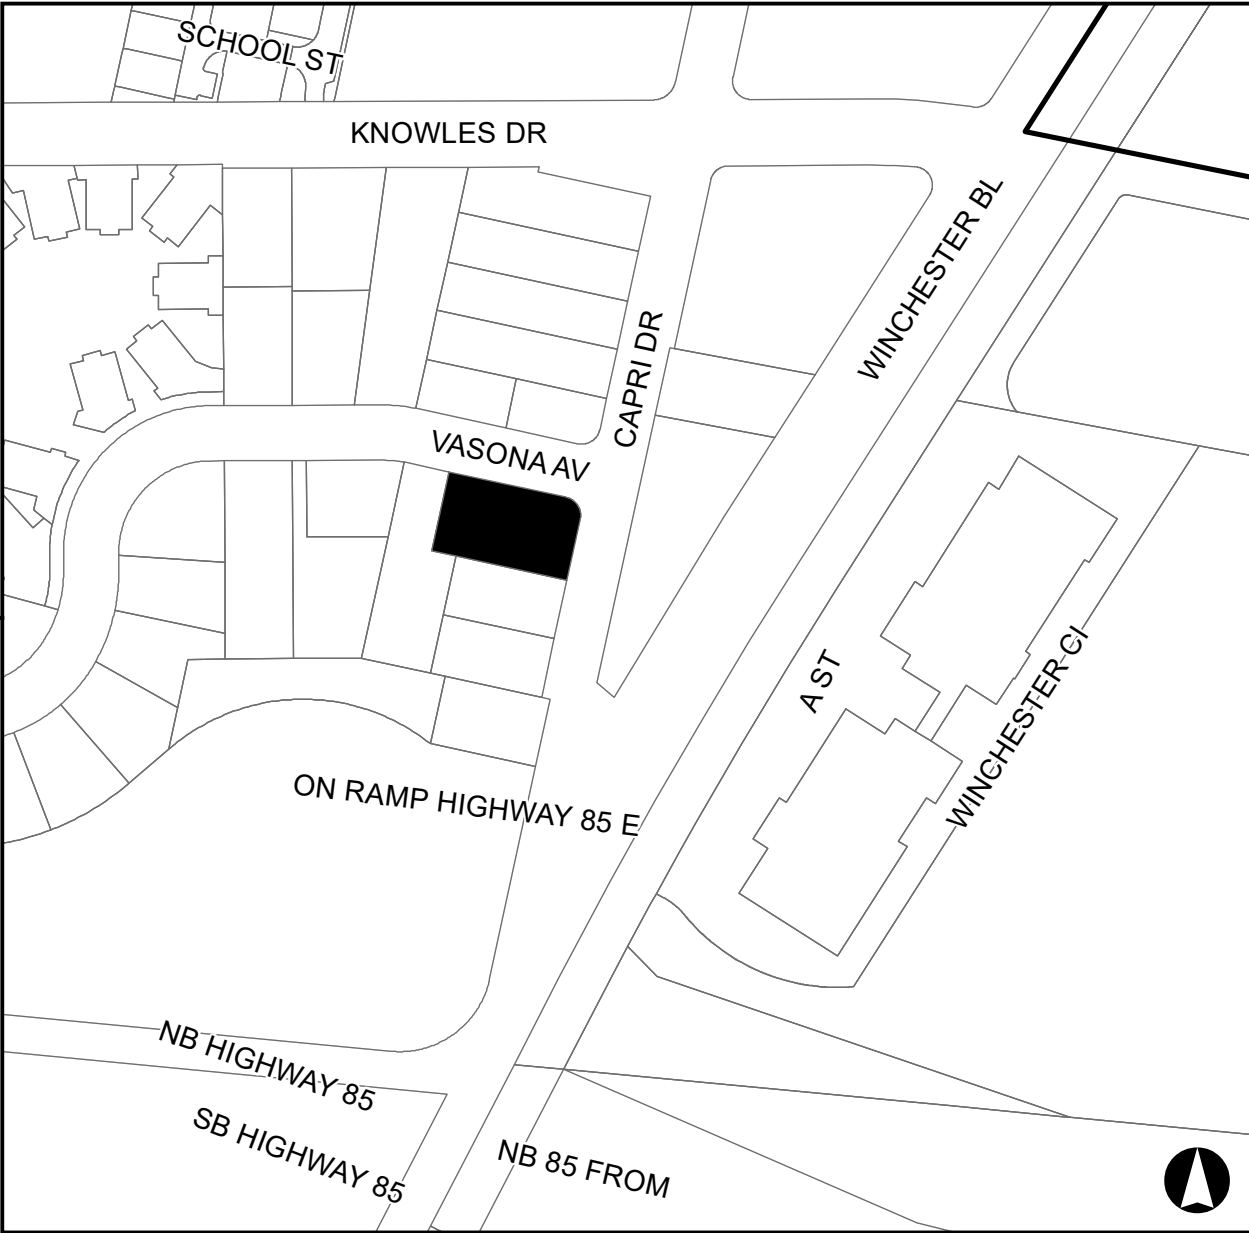 SCHOOL ST
KNOWLES DR
WINCHESTER BL
CAPRI DR
VASONA AV
A ST
WINCHESTER CI
ON RAMP HIGHWAY 85 E
NB HIGHWAY 85
SB HIGHWAY 85
NB 85 FROM